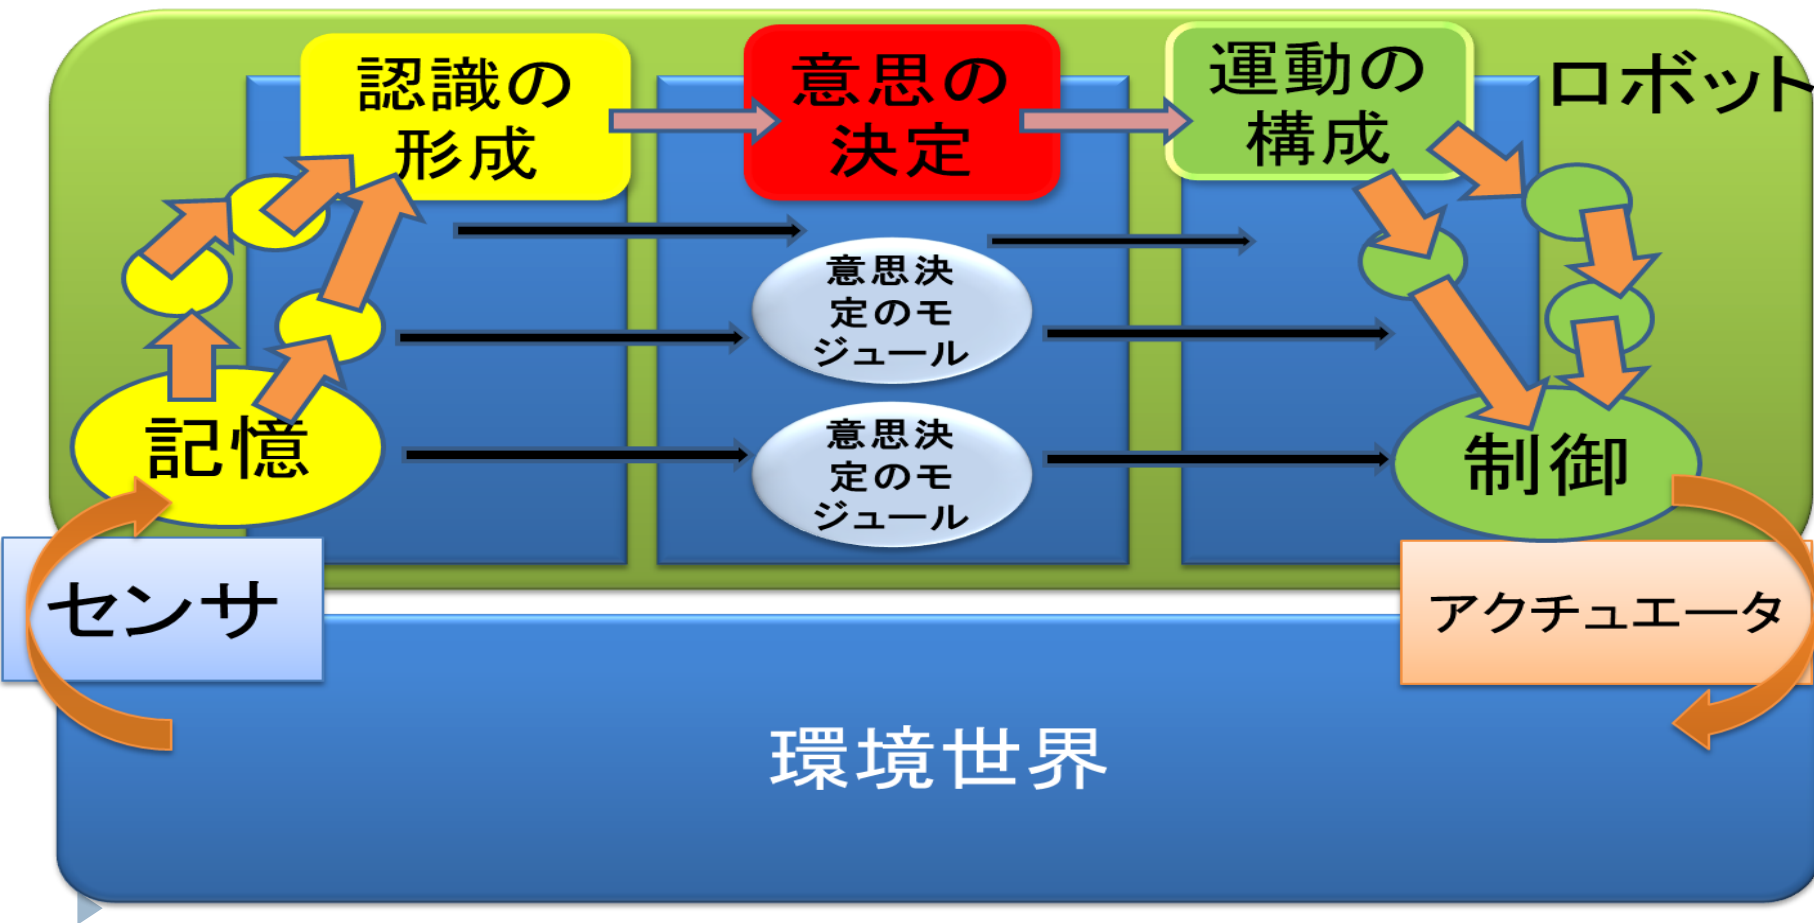 認識の
形成
意思の
決定
運動の
構成
ロボット
意思決
定のモ
ジュール
意思決
定のモ
ジュール
記憶
制御
センサ
アクチュエータ
環境世界